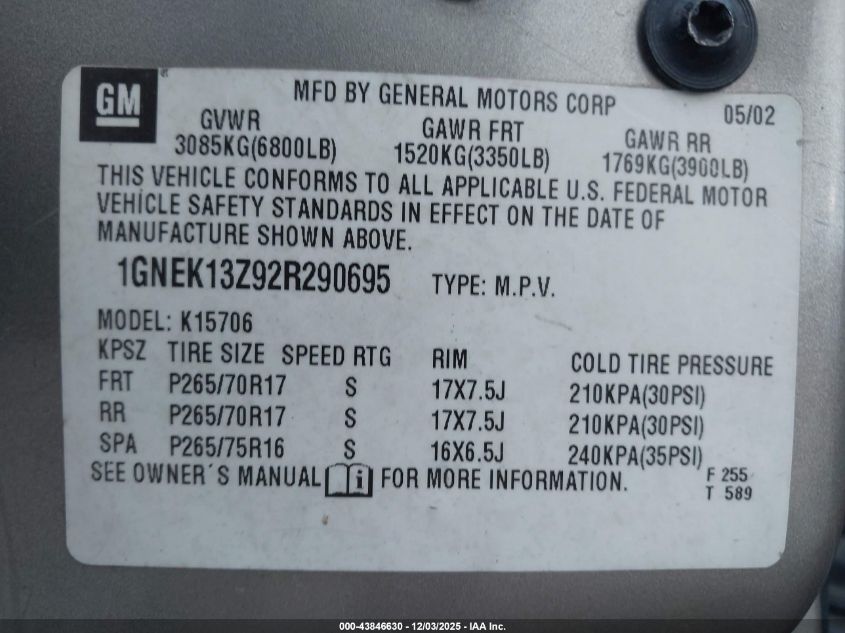 GM
MFD BY GENERAL MOTORS CORP 05/02
GVWR GAWR FRT GAWR RR
3085KG(6800LB) 1520KG(3350LB) 1769KG(3900LB)
THIS VEHICLE CONFORMS TO ALL APPLICABLE U.S. FEDERAL MOTOR
VEHICLE SAFETY STANDARDS IN EFFECT ON THE DATE OF
MANUFACTURE SHOWN ABOVE.
1GNEK13Z92R290695 TYPE: M.P.V.
MODEL: K15706
KPSZ TIRE SIZE SPEED RTG RIM COLD TIRE PRESSURE
FRT P265/70R17 S 17X7.5J 210KPA(30PSI)
RR P265/70R17 S 17X7.5J 210KPA(30PSI)
SPA P265/75R16 S 16X6.5J 240KPA(35PSI)
SEE OWNER´S MANUAL i FOR MORE INFORMATION. F 255
T 589
000-43846630 - 12/03/2025 - IAA Inc.